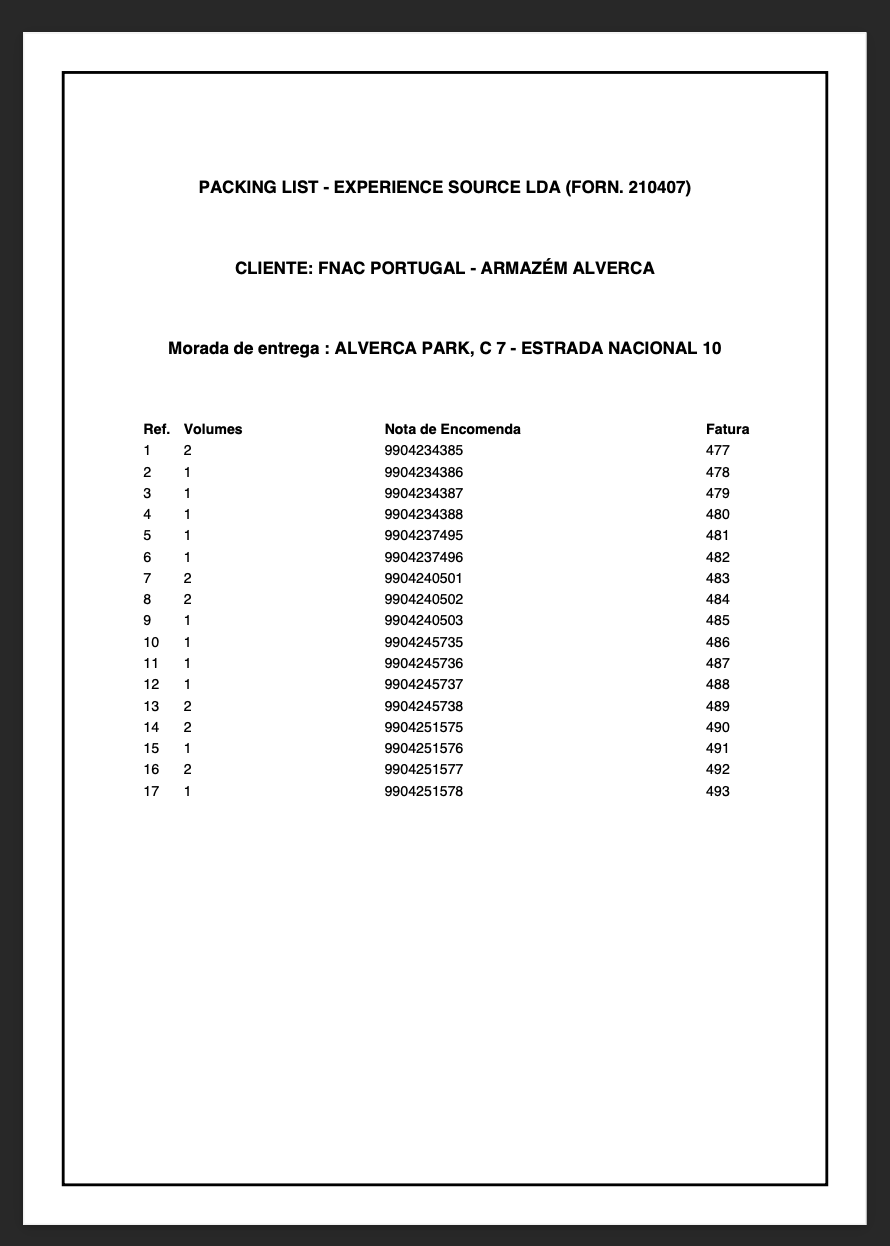 PACKING LIST - EXPERIENCE SOURCE LDA (FORN. 210407)
CLIENTE: FNAC PORTUGAL - ARMAZÉM ALVERCA
Morada de entrega : ALVERCA PARK, C 7 - ESTRADA NACIONAL 10
Ref. Volumes Nota de Encomenda Fatura
1 2 9904234385 477
2 1 9904234386 478
3 1 9904234387 479
4 1 9904234388 480
5 1 9904237495 481
6 1 9904237496 482
7 2 9904240501 483
8 2 9904240502 484
9 1 9904240503 485
10 1 9904245735 486
11 1 9904245736 487
12 1 9904245737 488
13 2 9904245738 489
14 2 9904251575 490
15 1 9904251576 491
16 2 9904251577 492
17 1 9904251578 493